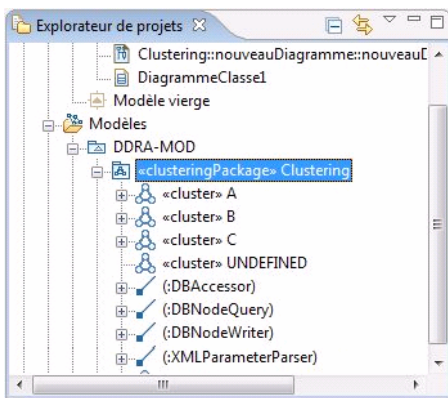 Explorateur de projets
Clustering::nouveauDiagramme::nouveauD
DiagrammeClasse1
Modèle vierge
Modèles
DDRA-MOD
«clusteringPackage» Clustering
«cluster» A
«cluster» B
«cluster» C
«cluster» UNDEFINED
(:DBAccessor)
(:DBNodeQuery)
(:DBNodeWriter)
(:XMLParameterParser)